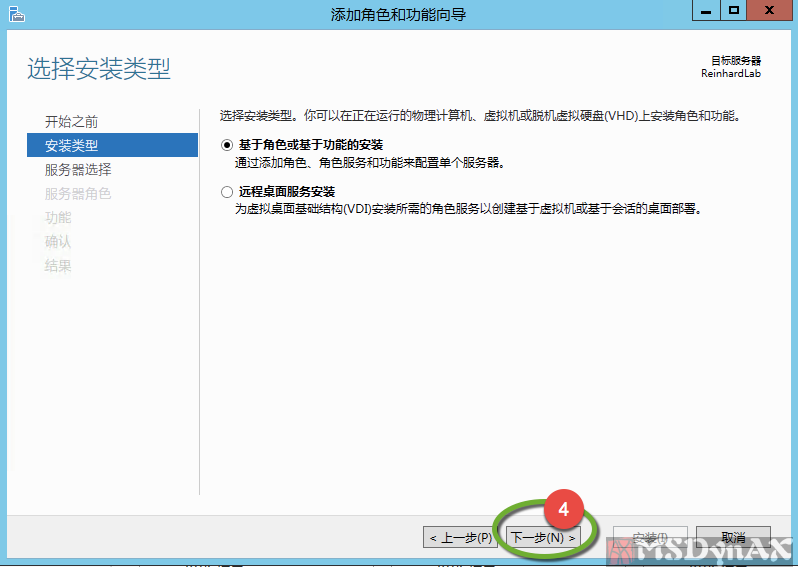 添加角色和功能向导
选择安装类型
目标服务器
ReinhardLab
开始之前
安装类型
服务器选择
服务器角色
功能
确认
结果
选择安装类型。你可以在正在运行的物理计算机、虚拟机或脱机虚拟硬盘(VHD)上安装角色和功能。
基于角色或基于功能的安装
通过添加角色、角色服务和功能来配置单个服务器。
远程桌面服务安装
为虚拟桌面基础结构(VDI)安装所需的角色服务以创建基于虚拟机或基于会话的桌面部署。
4
< 上一步(P)
下一步(N) >
安装(I)
取消
MSDynAX